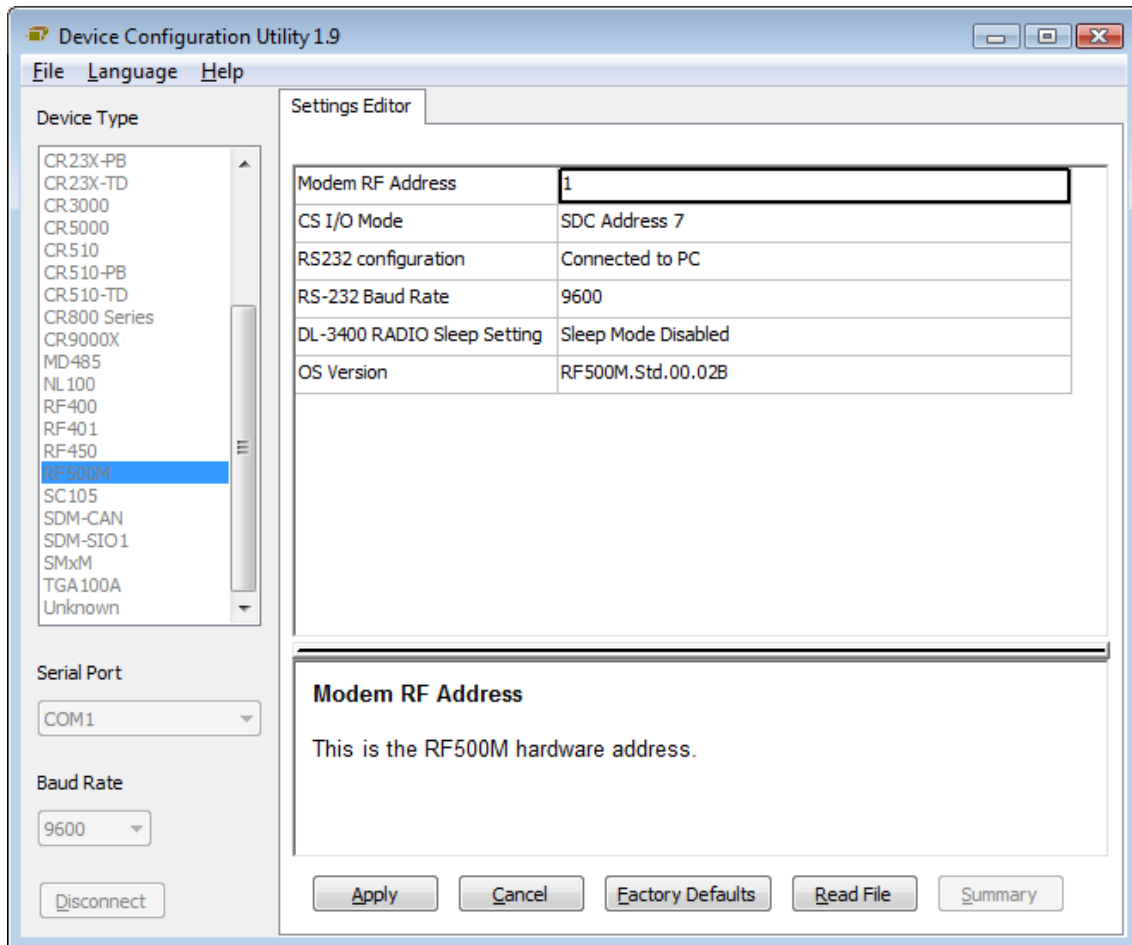 Device Configuration Utility 1.9
File Language Help
Device Type
CR23X-PB
CR23X-TD
CR3000
CR5000
CR510
CR510-PB
CR510-TD
CR800 Series
CR9000X
MD485
NL100
RF400
RF401
RF450
RF500M
SC105
SDM-CAN
SDM-SIO1
SMxM
TGA100A
Unknown
Serial Port
COM1
Baud Rate
9600
Disconnect
Settings Editor
Modem RF Address 1
CS I/O Mode SDC Address 7
RS232 configuration Connected to PC
RS-232 Baud Rate 9600
DL-3400 RADIO Sleep Setting Sleep Mode Disabled
OS Version RF500M.Std.00.02B
Modem RF Address
This is the RF500M hardware address.
Apply Cancel Factory Defaults Read File Summary